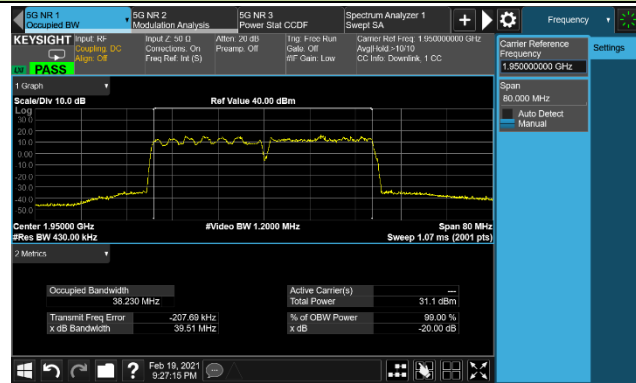 5G NR 1
Occupied BW
5G NR 2
Modulation Analysis
5G NR 3
Power Stat CCDF
Spectrum Analyzer 1
Swept SA
+
Frequency
KEYSIGHT
Input: RF
Coupling: DC
Align: Off
Input Z: 50 Ω
Corrections: On
Freq Ref: Int (S)
Atten: 20 dB
Preamp: Off
Trig: Free Run
Gate: Off
#IF Gain: Low
Carrier Ref Freq: 1.950000000 GHz
Avg|Hold:>10/10
CC Info: Downlink, 1 CC
PASS
Carrier Reference
Frequency
1.950000000 GHz
Settings
Span
80.000 MHz
Auto Detect
Manual
1 Graph
Scale/Div 10.0 dB
Ref Value 40.00 dBm
Log
30.0
20.0
10.0
0.00
-10.0
-20.0
-30.0
-40.0
-50.0
Center 1.95000 GHz
#Video BW 1.2000 MHz
Span 80 MHz
#Res BW 430.00 kHz
Sweep 1.07 ms (2001 pts)
2 Metrics
Occupied Bandwidth
38.230 MHz
Active Carrier(s)
---
Total Power
31.1 dBm
Transmit Freq Error
-207.69 kHz
% of OBW Power
99.00 %
x dB Bandwidth
39.51 MHz
x dB
-20.00 dB
?
Feb 19, 2021
9:27:15 PM